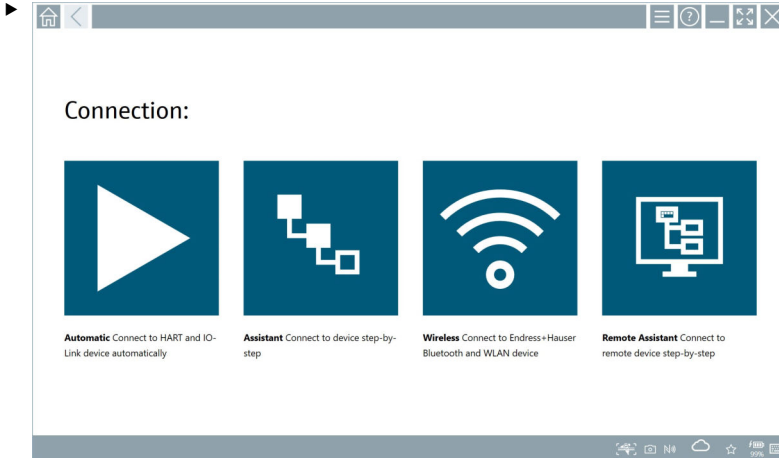 Connection:
Automatic Connect to HART and IO-
Link device automatically
Assistant Connect to device step-by-
step
Wireless Connect to Endress+Hauser
Bluetooth and WLAN device
Remote Assistant Connect to
remote device step-by-step
99%